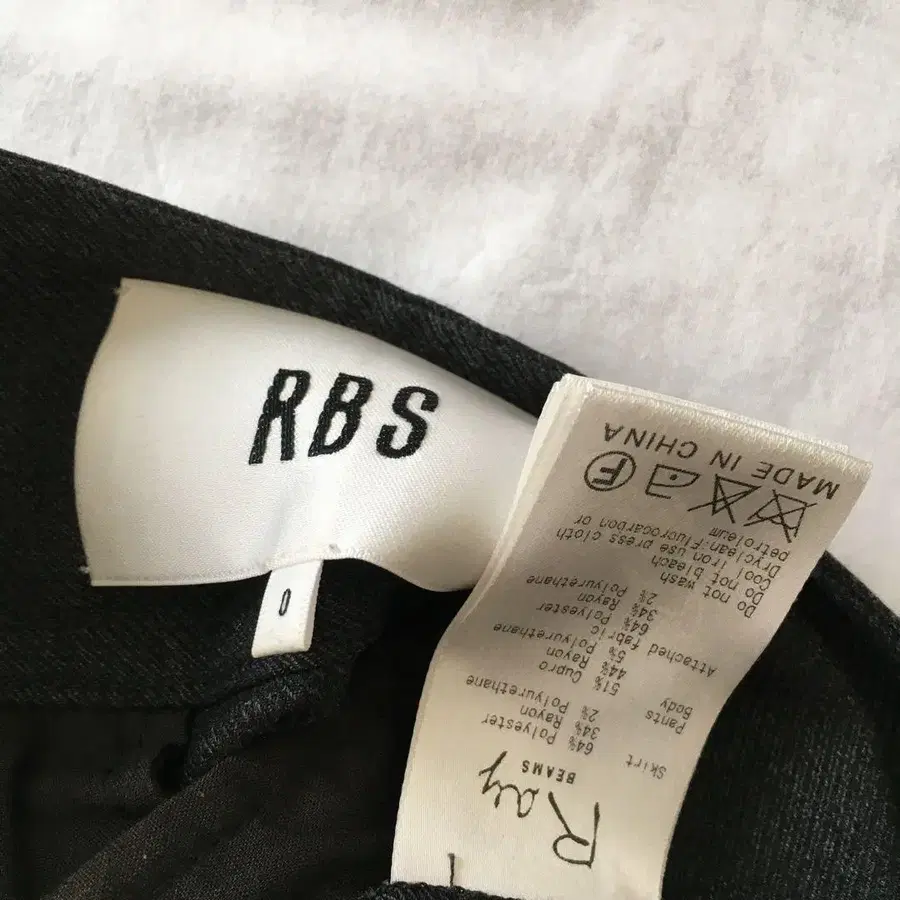 RBS
0
Ray
BEAMS
Skirt
64% Polyester
34% Rayon
2% Polyurethane
Pants
Body
51% Cupro
44% Rayon
5% Polyurethane
Attached fabric
64% Polyester
34% Rayon
2% Polyurethane
Do not wash
Do not bleach
Cool iron use press cloth
Dryclean.Fluorocarbon or
petroleum
F
MADE IN CHINA